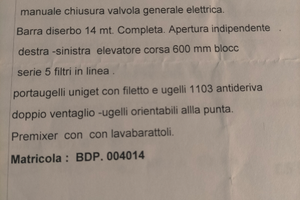 manuale chiusura valvola generale elettrica.
Barra diserbo 14 mt. Completa. Apertura indipendente
destra -sinistra elevatore corsa 600 mm blocc
serie 5 filtri in linea .
portaugelli uniget con filetto e ugelli 1103 antideriva
doppio ventaglio -ugelli orientabili allla punta.
Premixer con con lavabarattoli.
Matricola : BDP. 004014